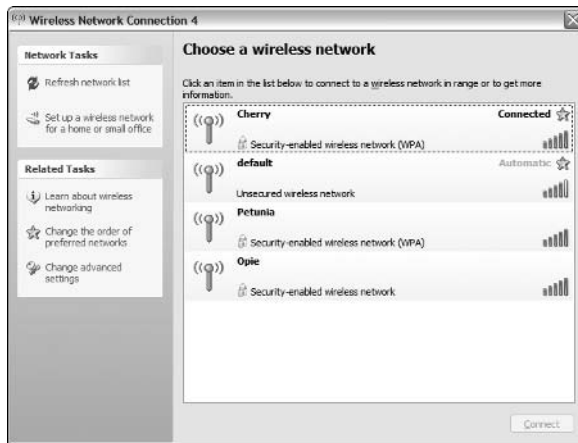 Wireless Network Connection 4
Network Tasks
Refresh network list
Set up a wireless network
for a home or small office
Related Tasks
Learn about wireless
networking
Change the order of
preferred networks
Change advanced
settings
Choose a wireless network
Click an item in the list below to connect to a wireless network in range or to get more
information.
Cherry
Connected
Security-enabled wireless network (WPA)
default
Automatic
Unsecured wireless network
Petunia
Security-enabled wireless network (WPA)
Opie
Security-enabled wireless network
Connect